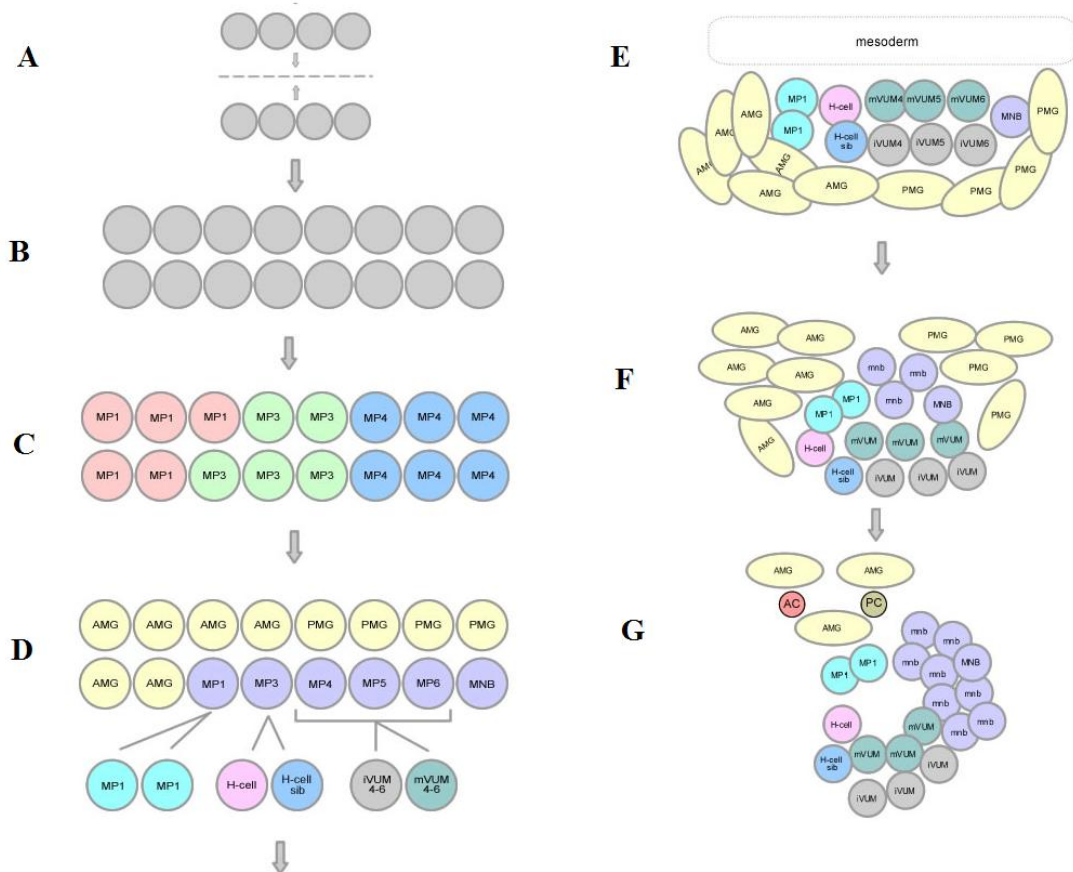 A
B
C
MP1 MP1 MP1 MP3 MP3 MP4 MP4 MP4
MP1 MP1 MP3 MP3 MP3 MP4 MP4 MP4
D
AMG AMG AMG AMG PMG PMG PMG PMG
AMG AMG MP1 MP3 MP4 MP5 MP6 MNB
MP1 MP1 H-cell
H-cell
sib
iVUM
4-6
mVUM
4-6
E
mesoderm
AMG MP1 H-cell mVUM4 mVUM5 mVUM6 MNB PMG
AMG MP1
H-cell
sib
iVUM4 iVUM5 iVUM6
AMG AMG PMG
AMG AMG PMG PMG
F
AMG AMG PMG PMG
AMG AMG mnb mnb PMG
AMG MP1 MP1 mnb MNB PMG
AMG H-cell mVUM mVUM mVUM
H-cell
sib
iVUM iVUM iVUM
G
AMG AMG
AC PC
AMG
mnb mnb
MP1 MP1 mnb mnb MNB
mnb mnb
H-cell mVUM mnb mnb
H-cell
sib
mVUM mVUM iVUM
iVUM iVUM